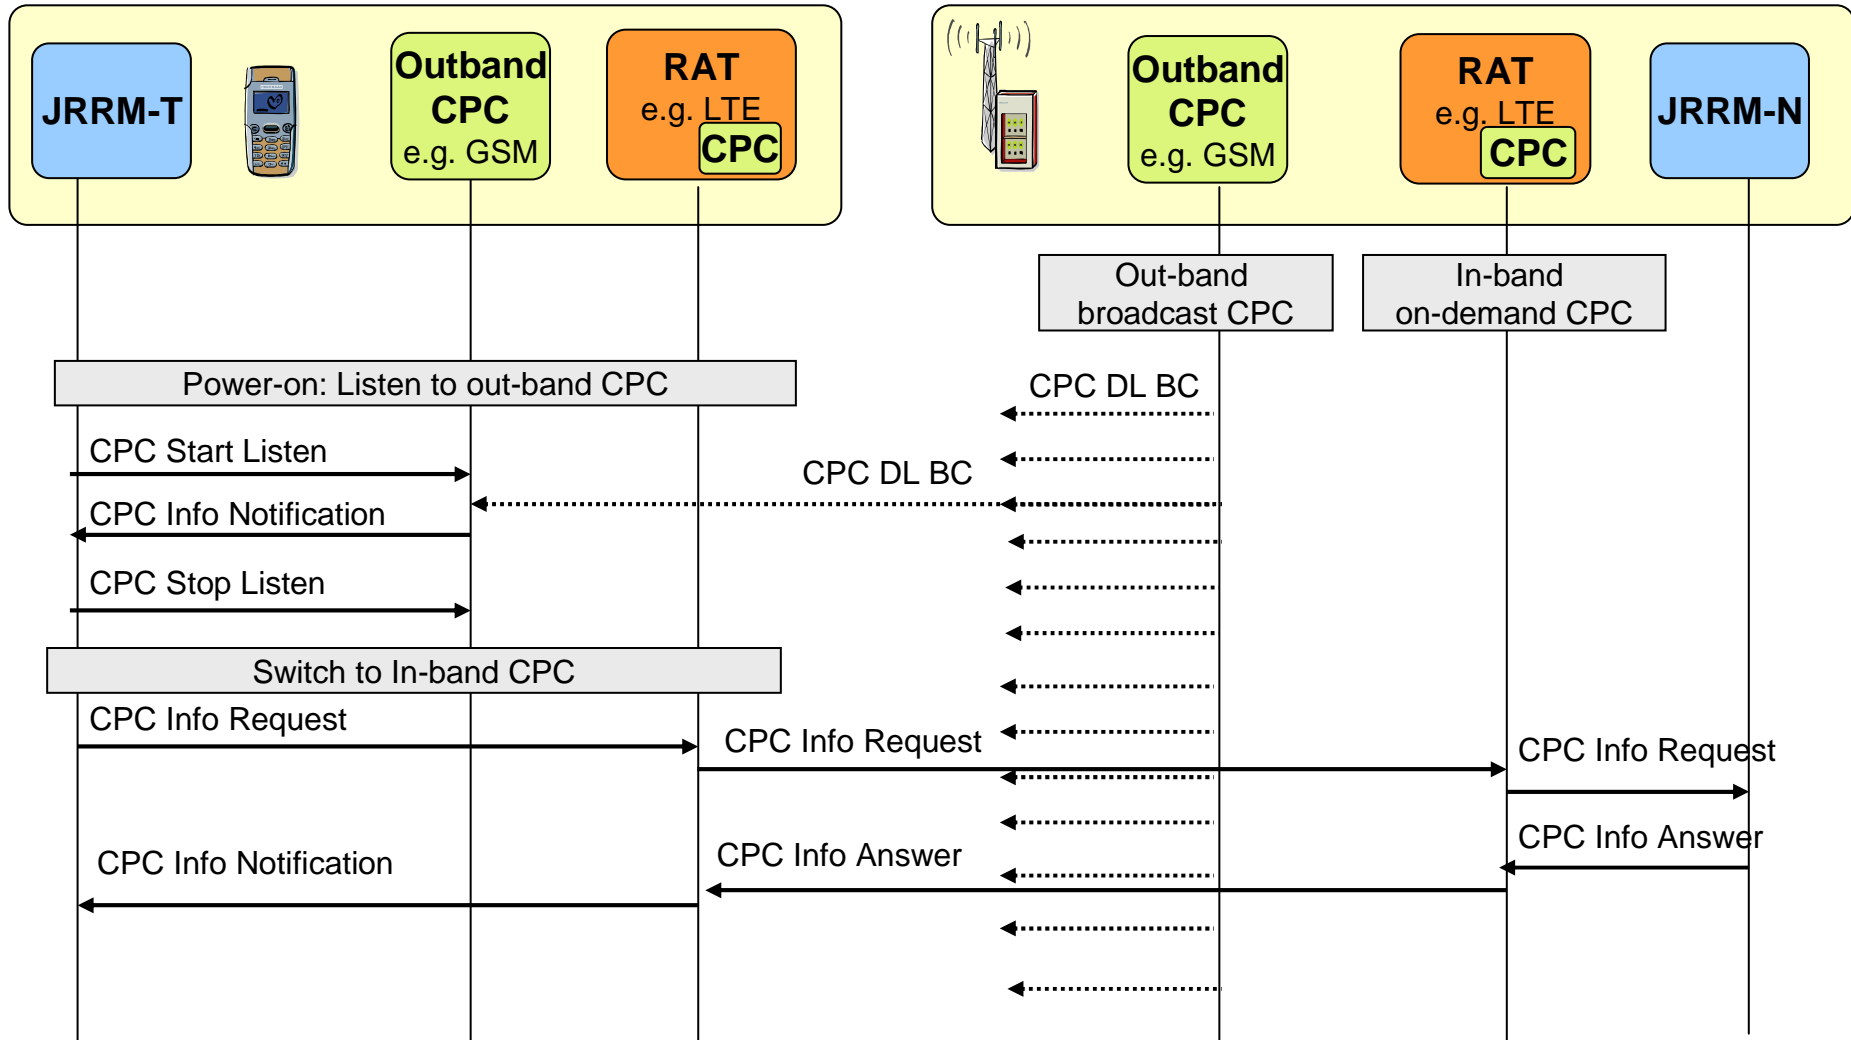 JRRM-T
Outband
CPC
e.g. GSM
RAT
e.g. LTE
CPC
Outband
CPC
e.g. GSM
RAT
e.g. LTE
CPC
JRRM-N
Out-band
broadcast CPC
In-band
on-demand CPC
Power-on: Listen to out-band CPC
CPC DL BC
CPC Start Listen
CPC DL BC
CPC Info Notification
CPC Stop Listen
Switch to In-band CPC
CPC Info Request
CPC Info Request
CPC Info Request
CPC Info Answer
CPC Info Answer
CPC Info Notification